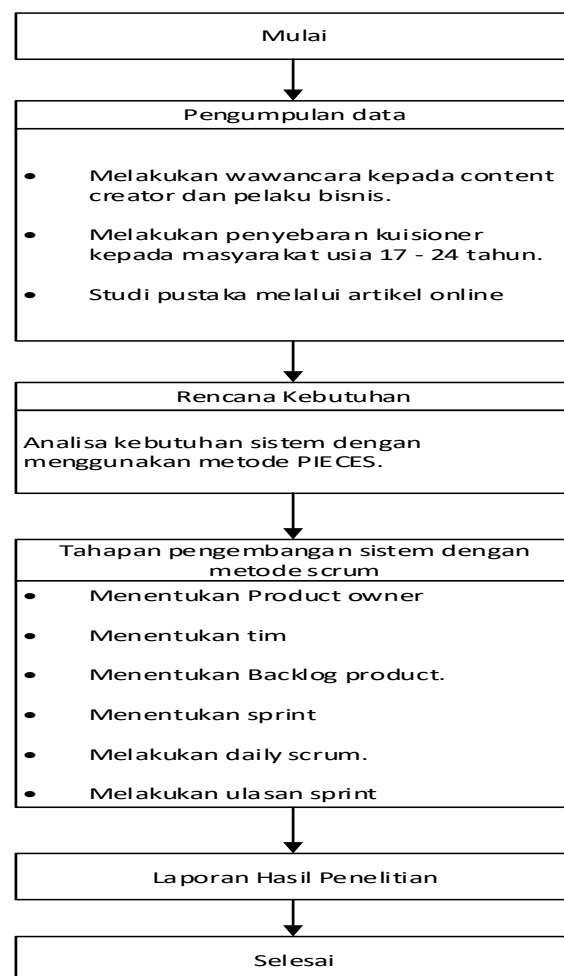 Mulai
Pengumpulan data
• Melakukan wawancara kepada content
creator dan pelaku bisnis.
• Melakukan penyebaran kuisioner
kepada masyarakat usia 17 - 24 tahun.
• Studi pustaka melalui artikel online
Rencana Kebutuhan
Analisa kebutuhan sistem dengan
menggunakan metode PIECES.
Tahapan pengembangan sistem dengan
metode scrum
• Menentukan Product owner
• Menentukan tim
• Menentukan Backlog product.
• Menentukan sprint
• Melakukan daily scrum.
• Melakukan ulasan sprint
Laporan Hasil Penelitian
Selesai